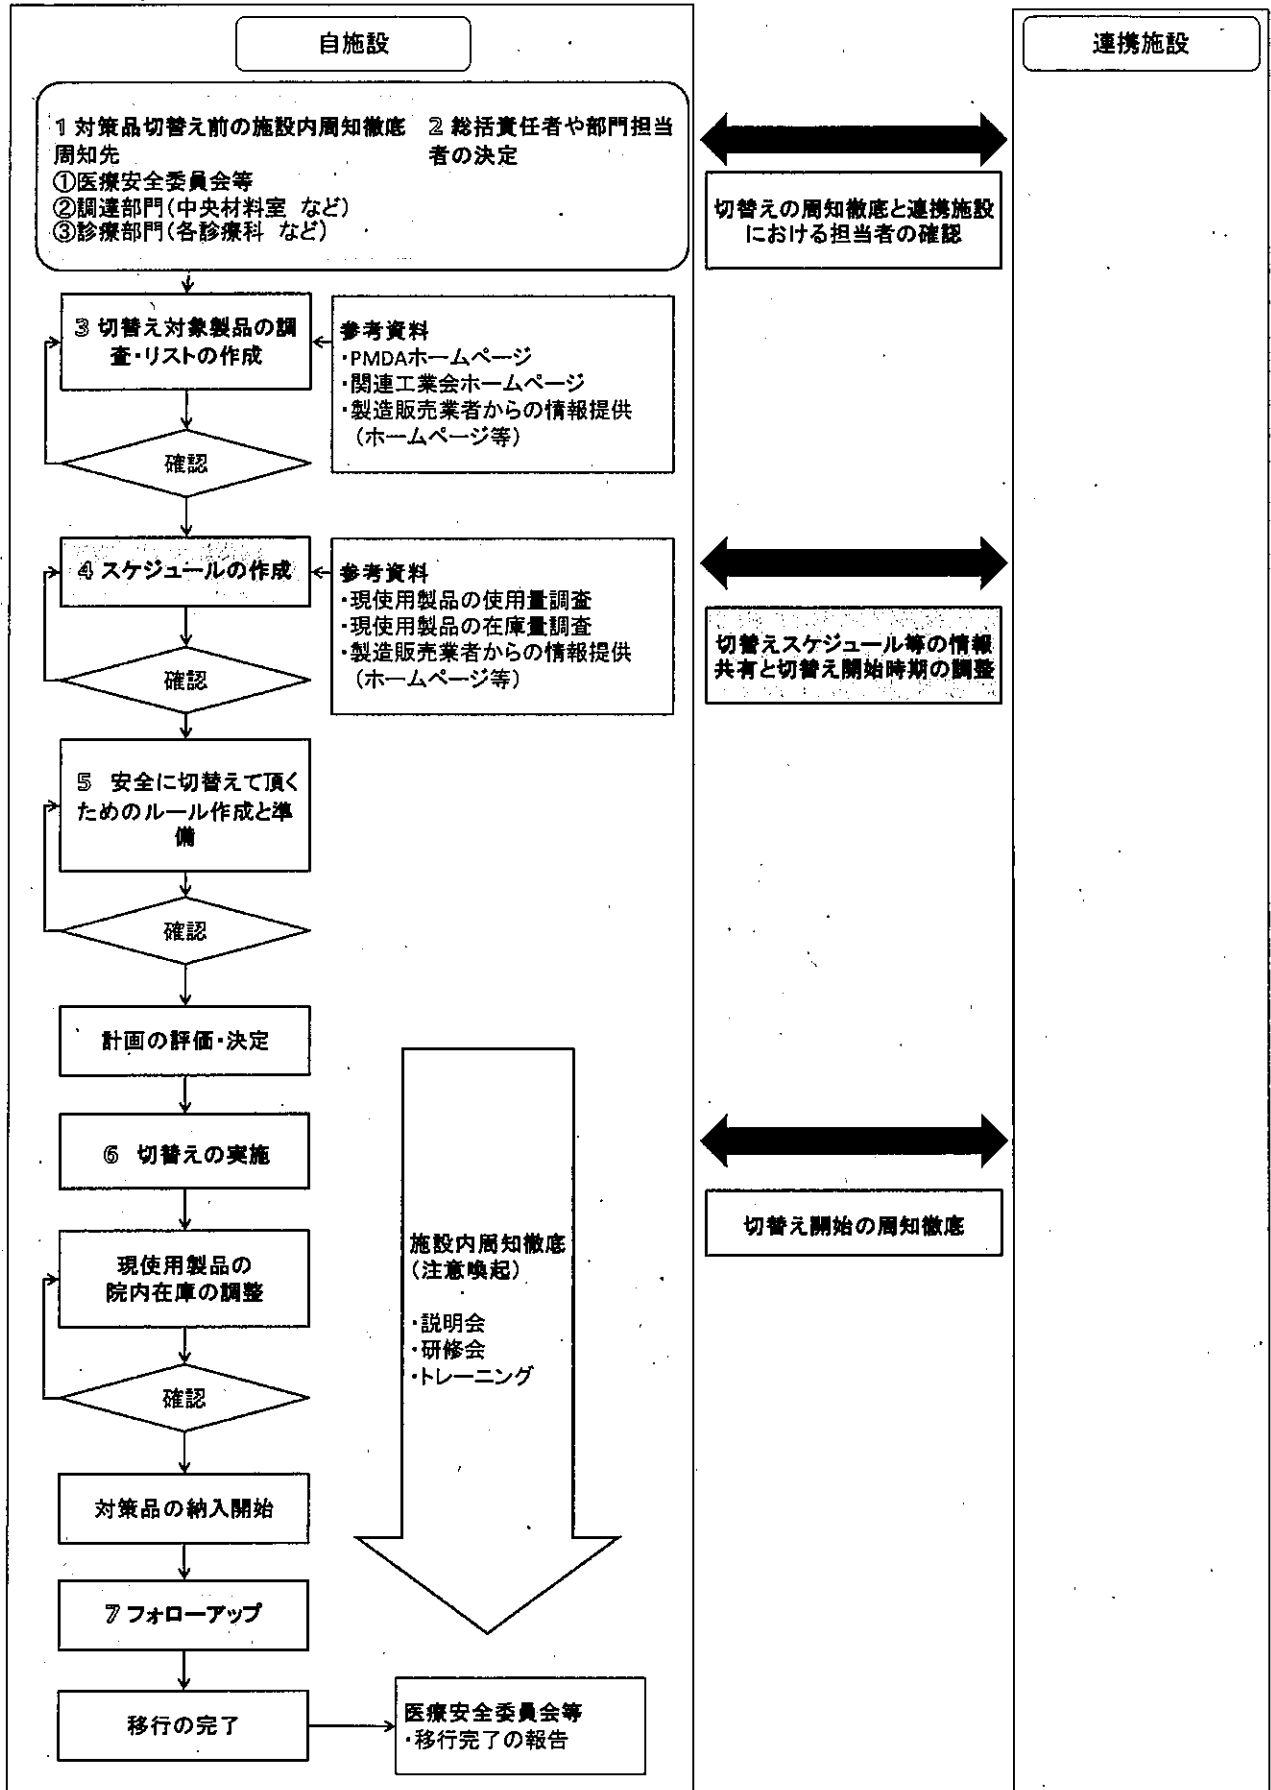 自施設
連携施設
1 対策品切替え前の施設内周知徹底
周知先
①医療安全委員会等
②調達部門(中央材料室 など)
③診療部門(各診療科 など)
2 総括責任者や部門担当
者の決定
切替えの周知徹底と連携施設
における担当者の確認
3 切替え対象製品の調
査・リストの作成
参考資料
・PMDAホームページ
・関連工業会ホームページ
・製造販売業者からの情報提供
(ホームページ等)
確認
4 スケジュールの作成
参考資料
・現使用製品の使用量調査
・現使用製品の在庫量調査
・製造販売業者からの情報提供
(ホームページ等)
切替えスケジュール等の情報
共有と切替え開始時期の調整
確認
5 安全に切替えて頂く
ためのルール作成と準
備
確認
計画の評価・決定
6 切替えの実施
切替え開始の周知徹底
現使用製品の
院内在庫の調整
施設内周知徹底
(注意喚起)
・説明会
・研修会
・トレーニング
確認
対策品の納入開始
7 フォローアップ
移行の完了
医療安全委員会等
・移行完了の報告